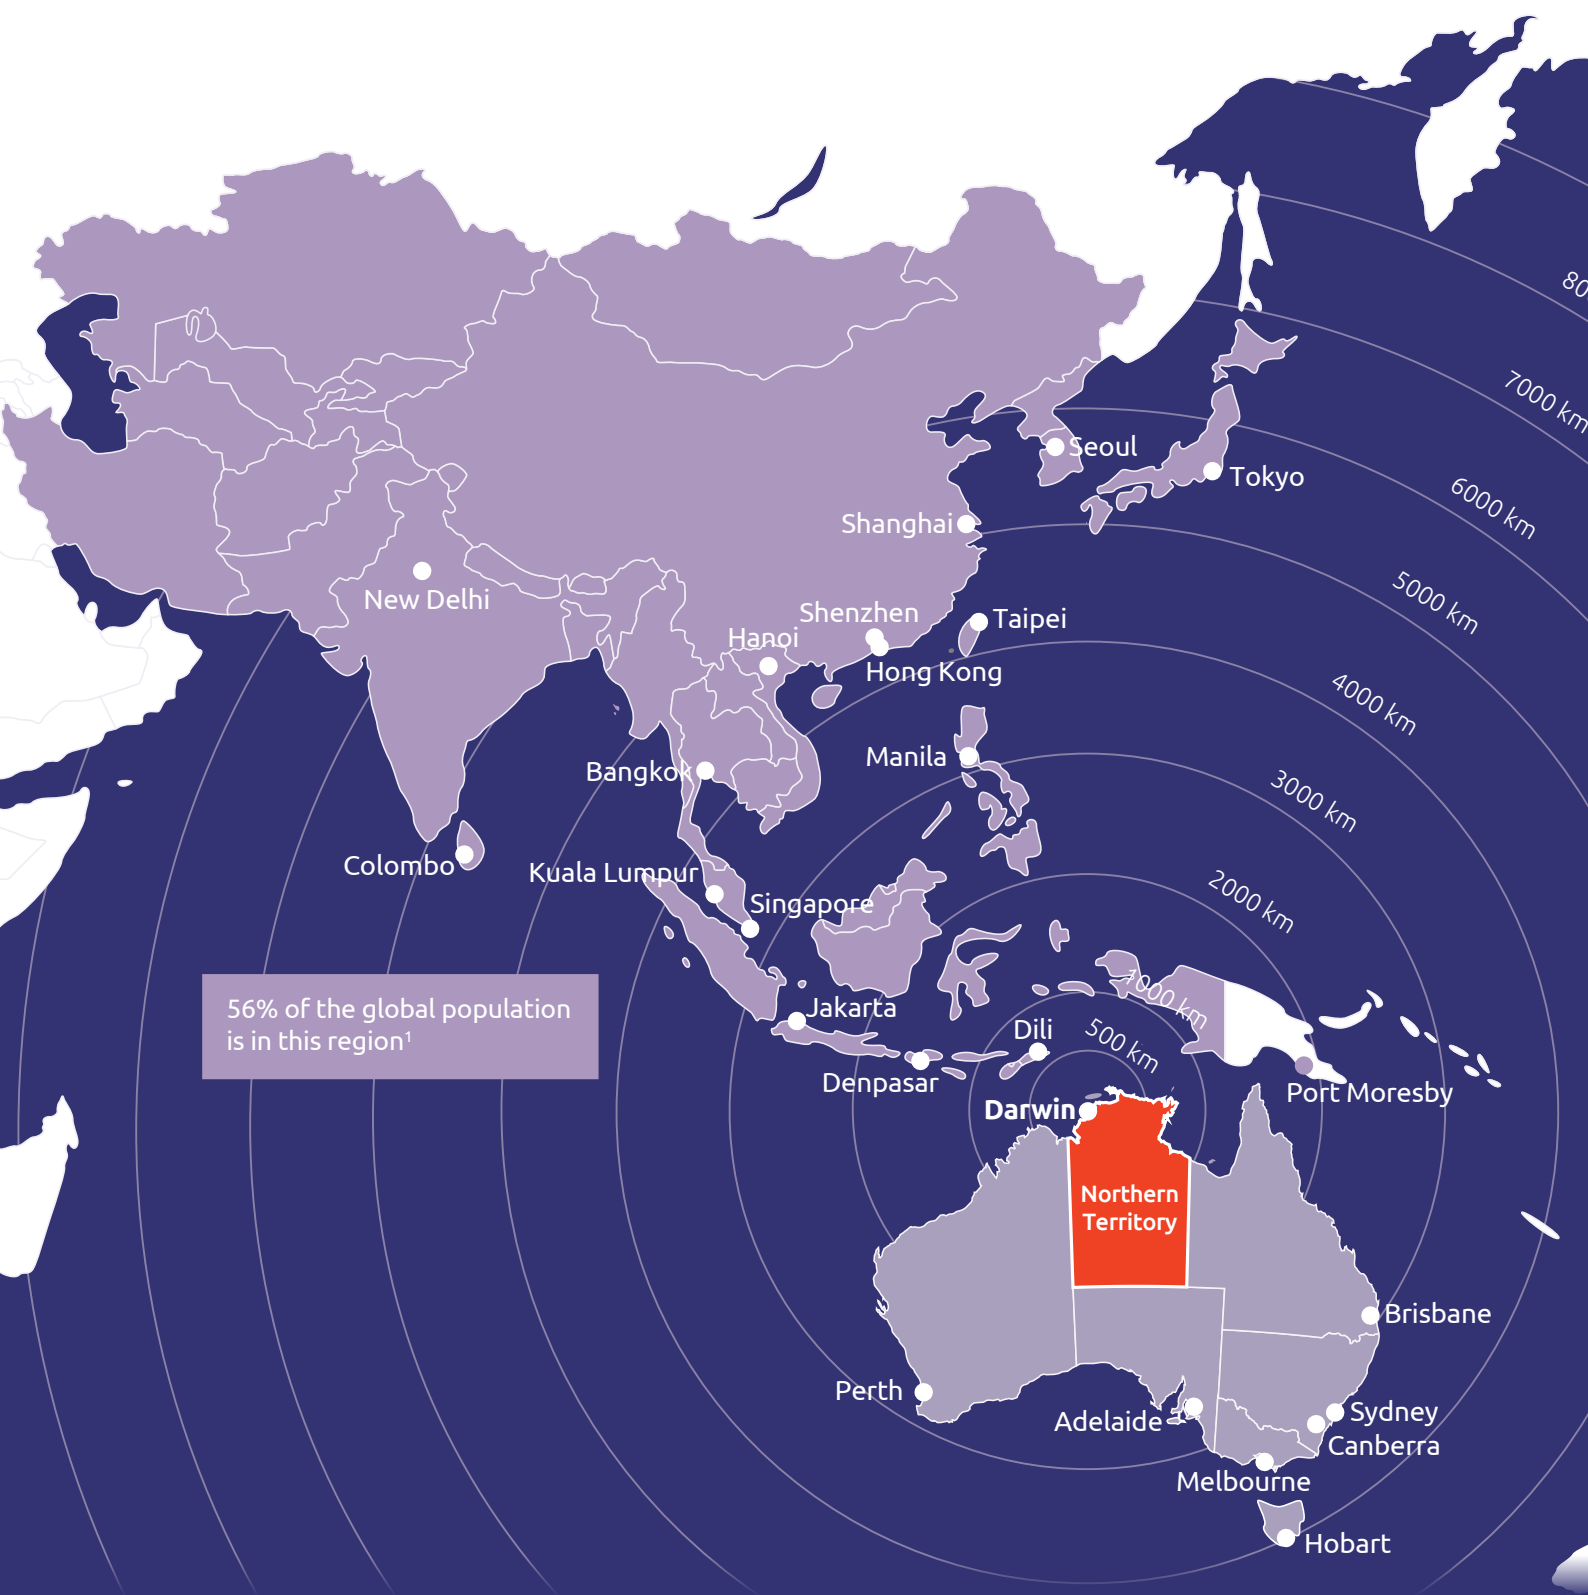 80
7000 km
6000 km
5000 km
4000 km
3000 km
2000 km
1000 km
500 km
Seoul
Tokyo
Shanghai
New Delhi
Shenzhen
Taipei
Hanoi
Hong Kong
Manila
Bangkok
Colombo
Kuala Lumpur
Singapore
56% of the global population
is in this region¹
Jakarta
Dili
Denpasar
Port Moresby
Darwin
Northern
Territory
Brisbane
Perth
Adelaide
Sydney
Canberra
Melbourne
Hobart